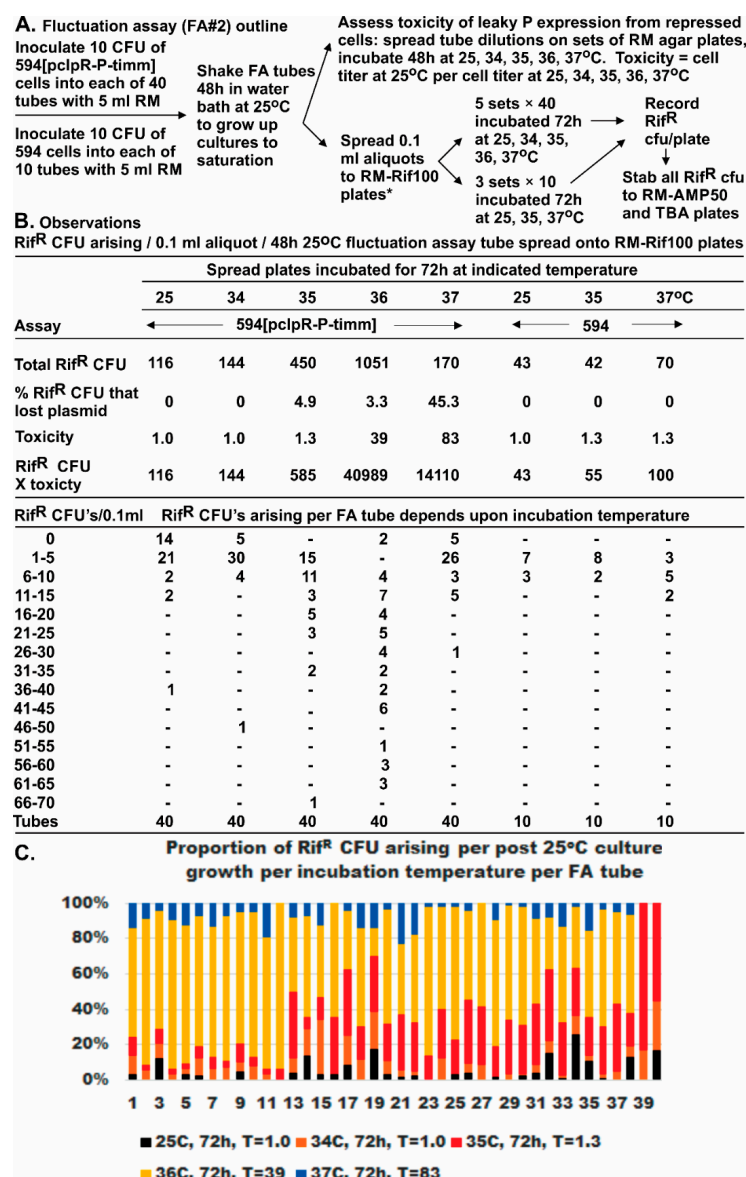 A. Fluctuation assay (FA#2) outline
Inoculate 10 CFU of
594[pcIpR-P-timm]
cells into each of 40
tubes with 5 ml RM
Inoculate 10 CFU of
594 cells into each of
10 tubes with 5 ml RM
Shake FA tubes
48h in water
bath at 25ºC
to grow up
cultures to
saturation
Assess toxicity of leaky P expression from repressed
cells: spread tube dilutions on sets of RM agar plates,
incubate 48h at 25, 34, 35, 36, 37ºC. Toxicity = cell
titer at 25ºC per cell titer at 25, 34, 35, 36, 37ºC
Spread 0.1
ml aliquots
to RM-Rif100
plates*
5 sets × 40
incubated 72h
at 25, 34, 35,
36, 37ºC
3 sets × 10
incubated 72h
at 25, 35, 37ºC
Record
RifR
cfu/plate
Stab all RifR cfu
to RM-AMP50
and TBA plates
B. Observations
RifR CFU arising / 0.1 ml aliquot / 48h 25ºC fluctuation assay tube spread onto RM-Rif100 plates
Spread plates incubated for 72h at indicated temperature
25 34 35 36 37 25 35 37ºC
Assay 594[pcIpR-P-timm] 594
Total RifR CFU 116 144 450 1051 170 43 42 70
% RifR CFU that
lost plasmid 0 0 4.9 3.3 45.3 0 0 0
Toxicity 1.0 1.0 1.3 39 83 1.0 1.3 1.3
RifR CFU
X toxicty 116 144 585 40989 14110 43 55 100
RifR CFU's/0.1ml RifR CFU's arising per FA tube depends upon incubation temperature
0 14 5 - 2 5 - - -
1-5 21 30 15 - 26 7 8 3
6-10 2 4 11 4 3 3 2 5
11-15 2 - 3 7 5 - - 2
16-20 - - 5 4 - - - -
21-25 - - 3 5 - - - -
26-30 - - - 4 1 - - -
31-35 - - 2 2 - - - -
36-40 1 - - 2 - - - -
41-45 - - - 6 - - - -
46-50 - 1 - - - - - -
51-55 - - - 1 - - - -
56-60 - - - 3 - - - -
61-65 - - - 3 - - - -
66-70 - - 1 - - - - -
Tubes 40 40 40 40 40 10 10 10
C. Proportion of RifR CFU arising per post 25ºC culture
growth per incubation temperature per FA tube
100%
80%
60%
40%
20%
0%
1 3 5 7 9 11 13 15 17 19 21 23 25 27 29 31 33 35 37 39
25C, 72h, T=1.0 34C, 72h, T=1.0 35C, 72h, T=1.3
36C, 72h, T=39 37C, 72h, T=83